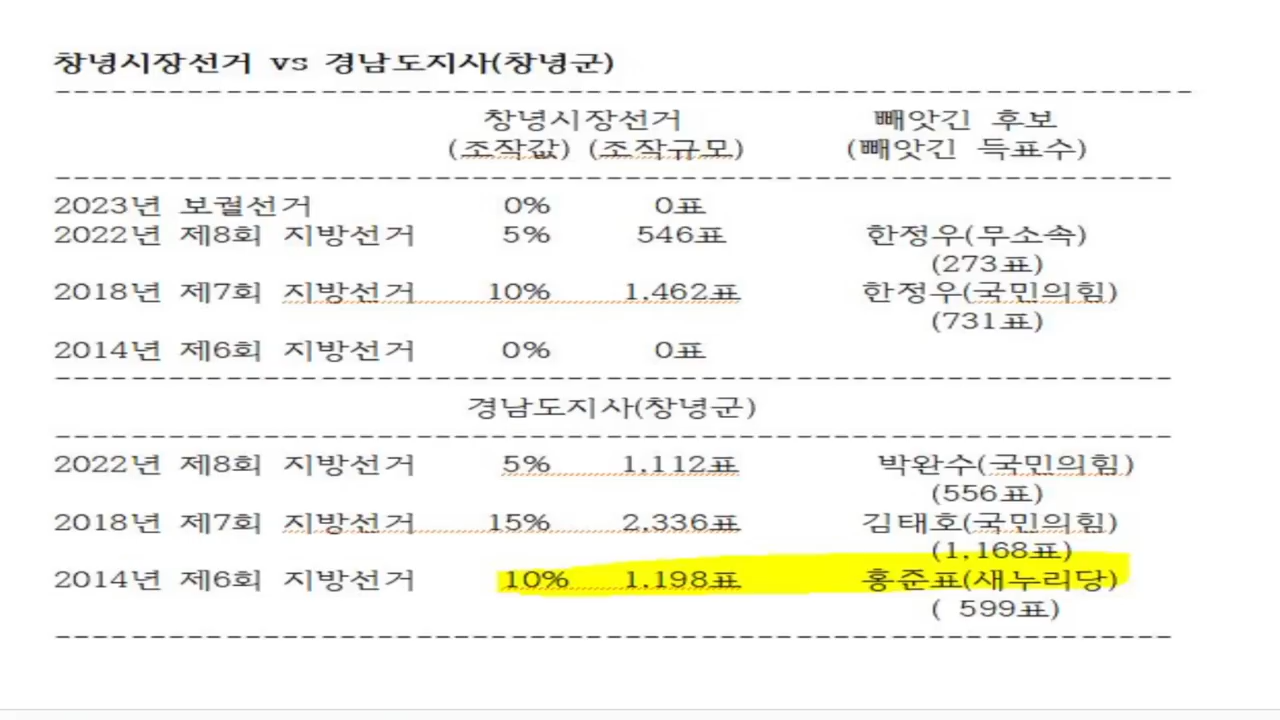 창녕시장선거 vs 경남도지사(창녕군)
창녕시장선거 빼앗긴 후보
(조작값) (조작규모) (빼앗긴 득표수)
2023년 보궐선거 0% 0표
2022년 제8회 지방선거 5% 546표 한정우(무소속)
(273표)
2018년 제7회 지방선거 10% 1.462표 한정우(국민의힘)
(731표)
2014년 제6회 지방선거 0% 0표
경남도지사(창녕군)
2022년 제8회 지방선거 5% 1.112표 박완수(국민의힘)
(556표)
2018년 제7회 지방선거 15% 2.336표 김태호(국민의힘)
(1.168표)
2014년 제6회 지방선거 10% 1.198표 홍준표(새누리당)
( 599표)